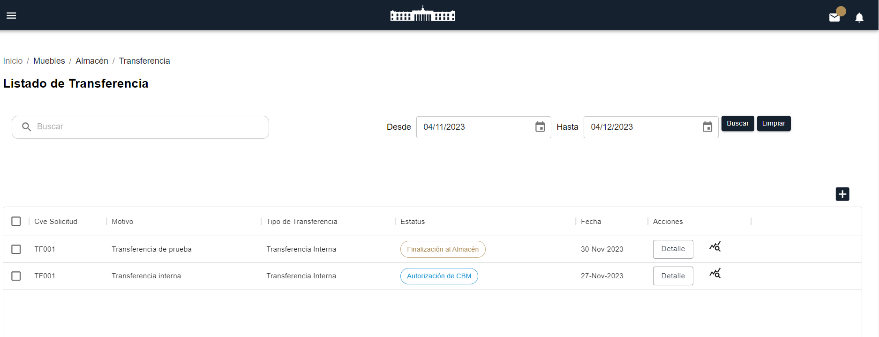 Inicio / Muebles / Almacén / Transferencia
Listado de Transferencia
Buscar
Desde 04/11/2023 Hasta 04/12/2023 Buscar Limpiar
Cve Solicitud Motivo Tipo de Transferencia Estatus Fecha Acciones
TF001 Transferencia de prueba Transferencia Interna Finalización al Almacén 30 Nov 2023 Detalle
TF001 Transferencia interna Transferencia Interna Autorización de CBM 27-Nov-2023 Detalle